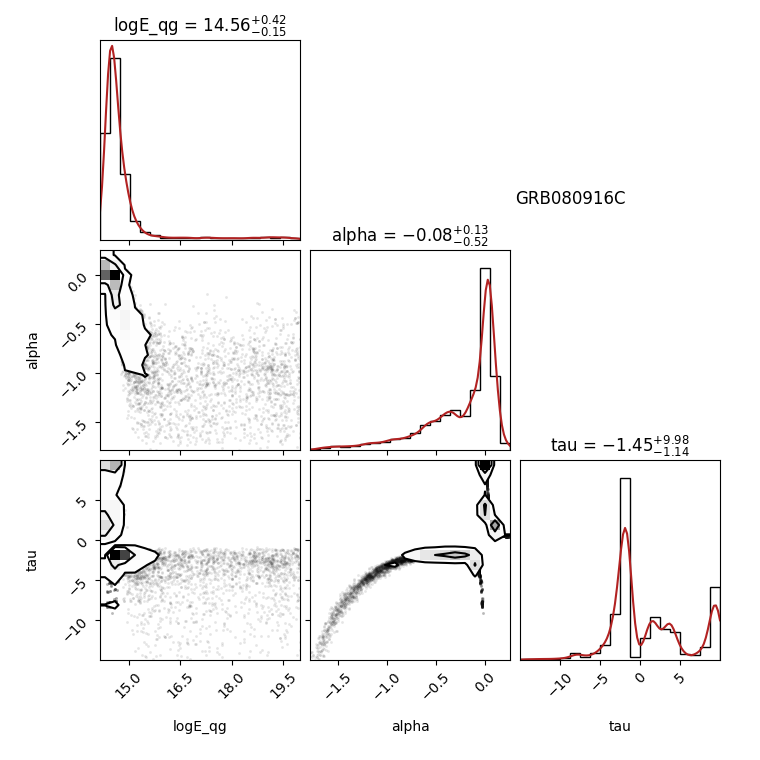 logE_qg = 14.56+0.42−0.15
GRB080916C
alpha = −0.08+0.13−0.52
0.0
−0.5
−1.0
−1.5
alpha
tau = −1.45+9.98−1.14
5
0
−5
−10
tau
15.0 16.5 18.0 19.5 −1.5 −1.0 −0.5 0.0 −10 −5 0 5
logE_qg alpha tau